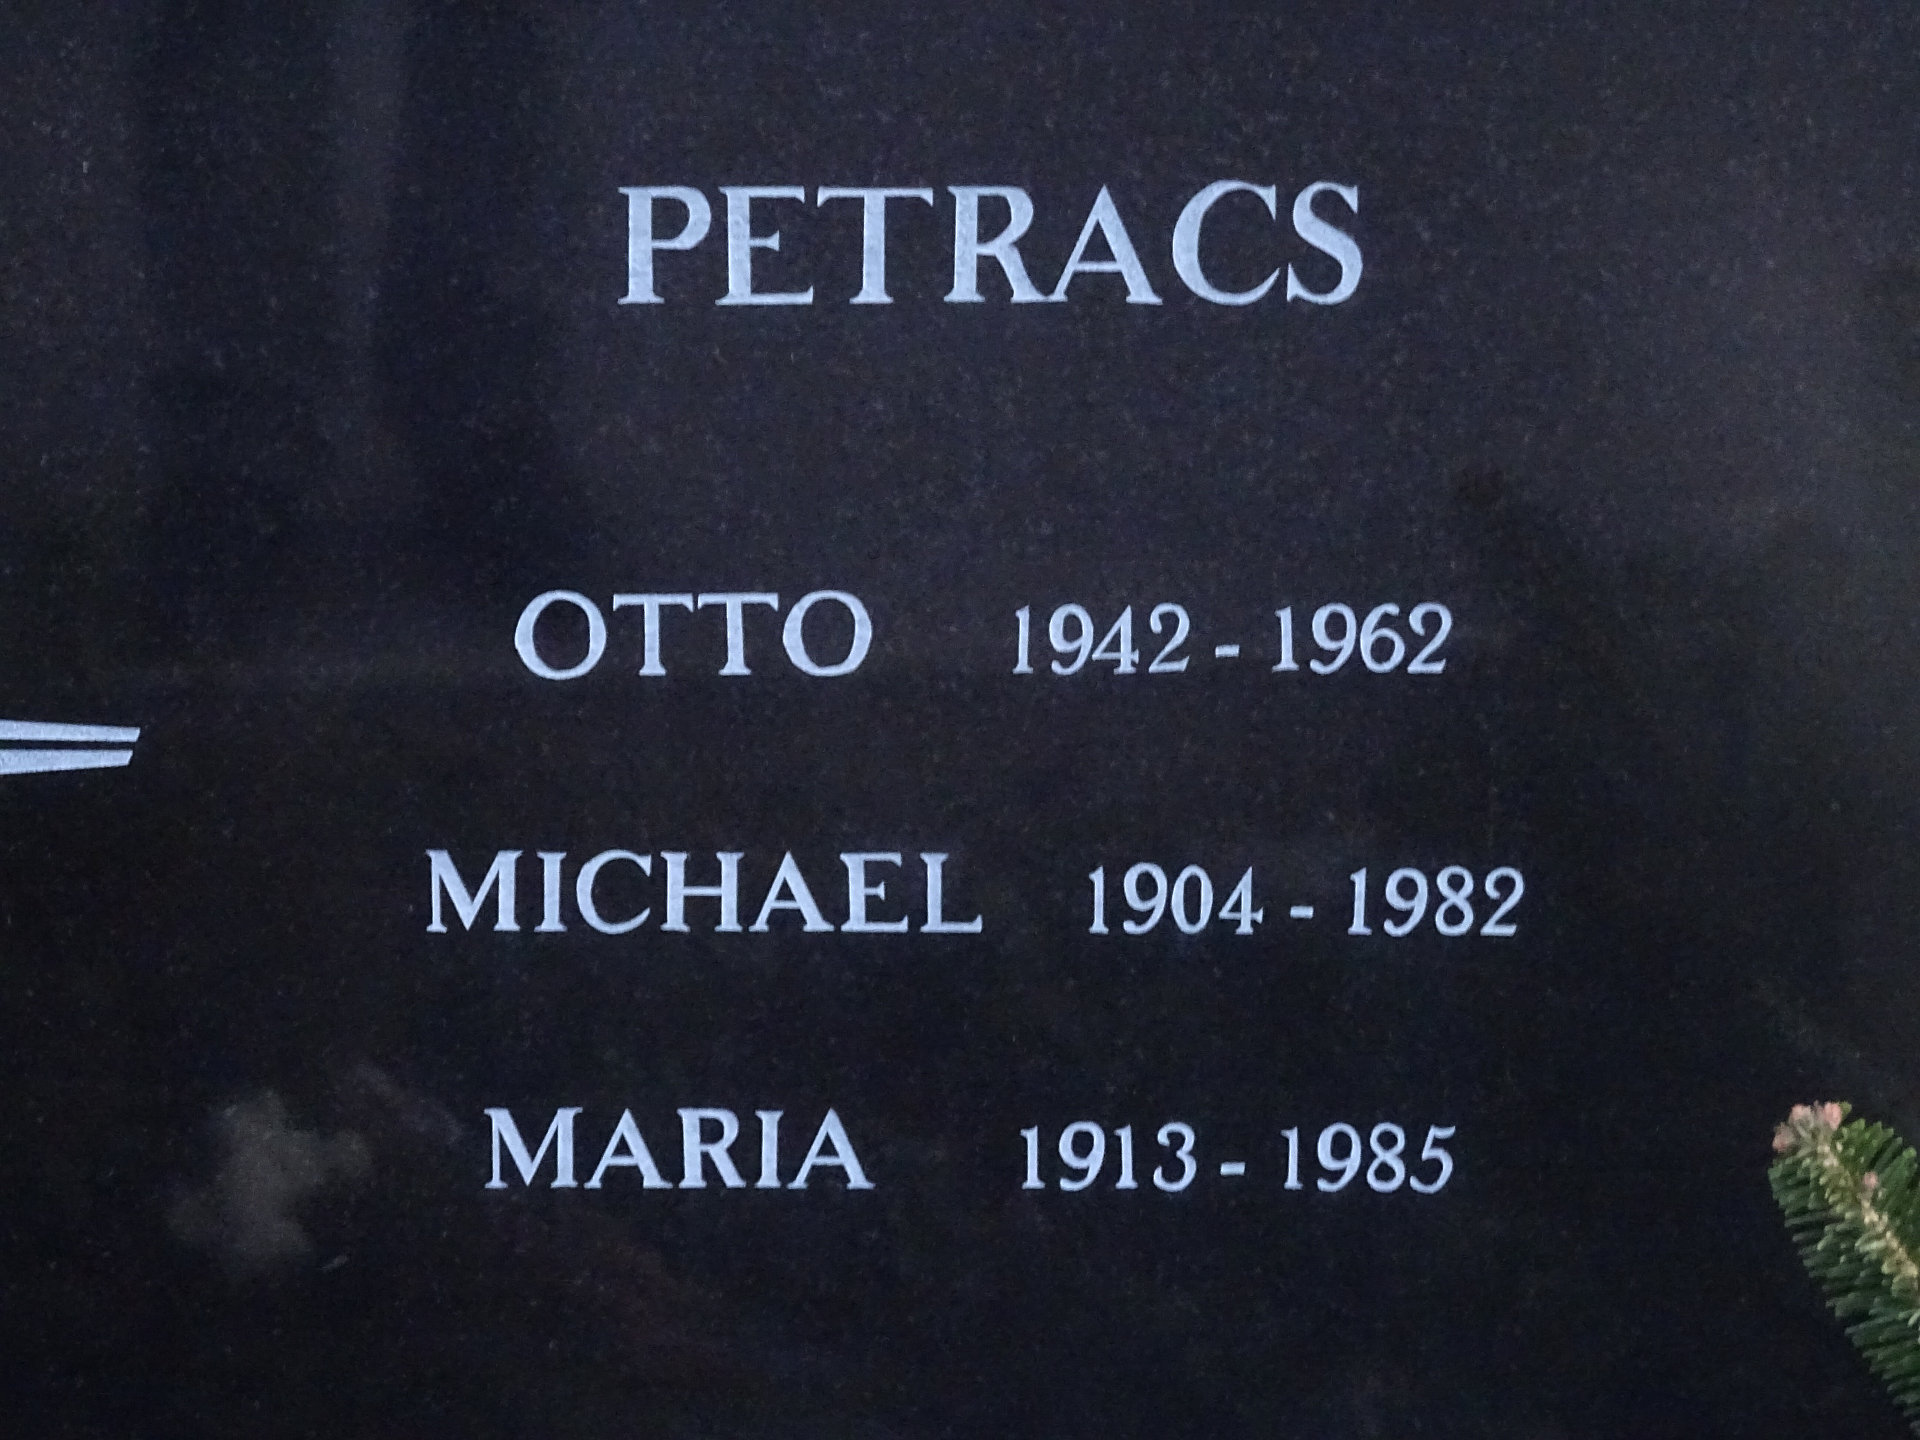 PETRACS
OTTO 1942 - 1962
MICHAEL 1904 - 1982
MARIA 1913 - 1985